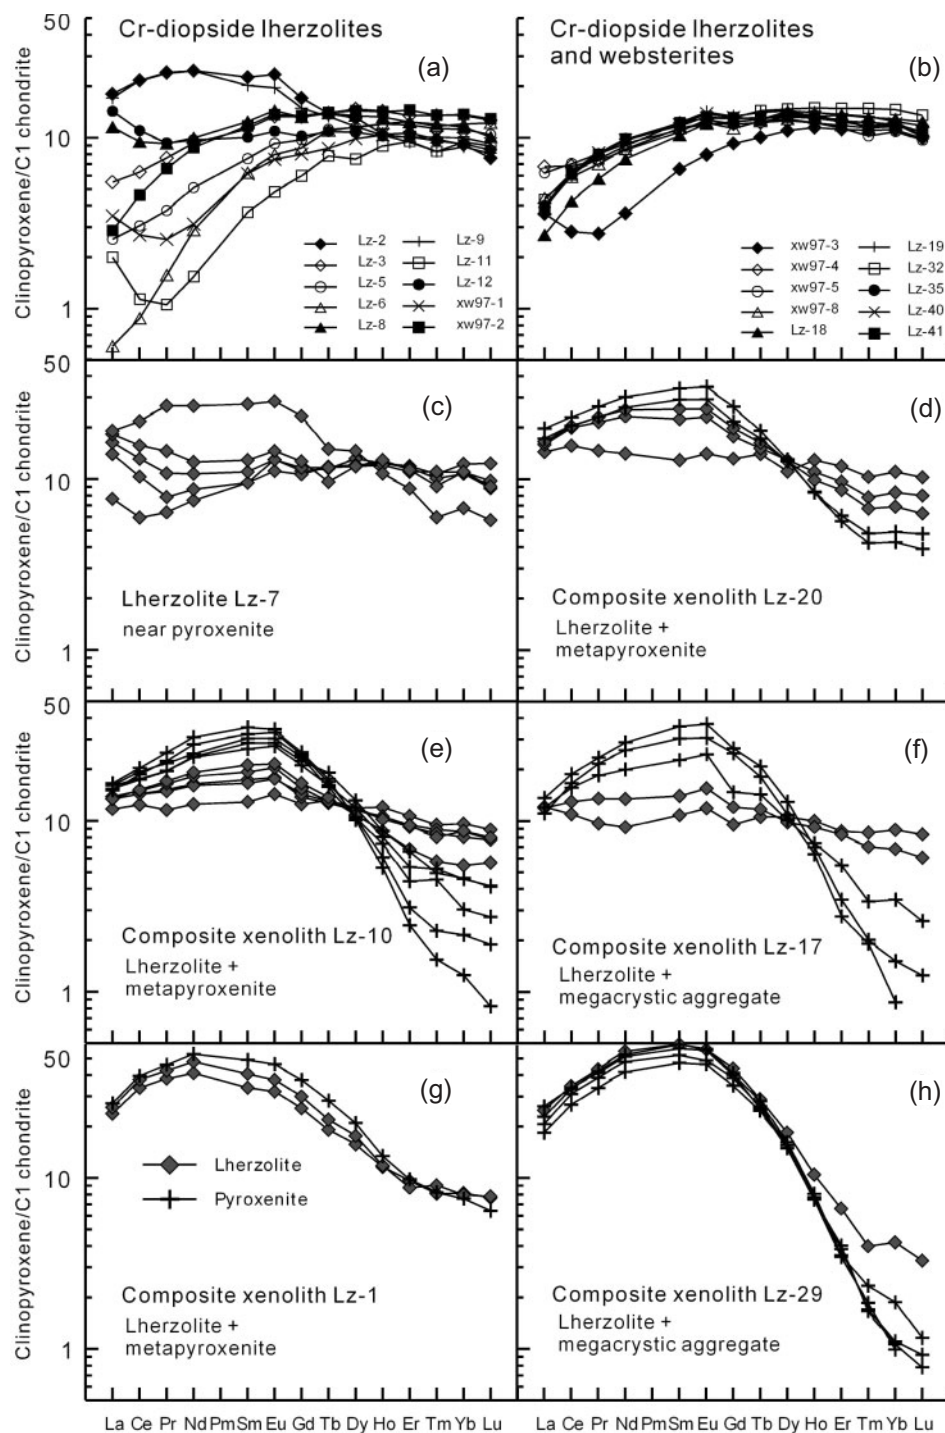 Cr-diopside lherzolites
(a)
50
10
1
Clinopyroxene/C1 chondrite
Lz-2
Lz-3
Lz-5
Lz-6
Lz-8
Lz-9
Lz-11
Lz-12
xw97-1
xw97-2
Cr-diopside lherzolites
and websterites
(b)
xw97-3
xw97-4
xw97-5
xw97-8
Lz-18
Lz-19
Lz-32
Lz-35
Lz-40
Lz-41
50
10
1
Clinopyroxene/C1 chondrite
(c)
Lherzolite Lz-7
near pyroxenite
(d)
Composite xenolith Lz-20
Lherzolite +
metapyroxenite
50
10
1
Clinopyroxene/C1 chondrite
(e)
Composite xenolith Lz-10
Lherzolite +
metapyroxenite
(f)
Composite xenolith Lz-17
Lherzolite +
megacrystic aggregate
50
10
1
Clinopyroxene/C1 chondrite
(g)
Lherzolite
Pyroxenite
Composite xenolith Lz-1
Lherzolite +
metapyroxenite
(h)
Composite xenolith Lz-29
Lherzolite +
megacrystic aggregate
La Ce Pr Nd Pm Sm Eu Gd Tb Dy Ho Er Tm Yb Lu
La Ce Pr Nd Pm Sm Eu Gd Tb Dy Ho Er Tm Yb Lu